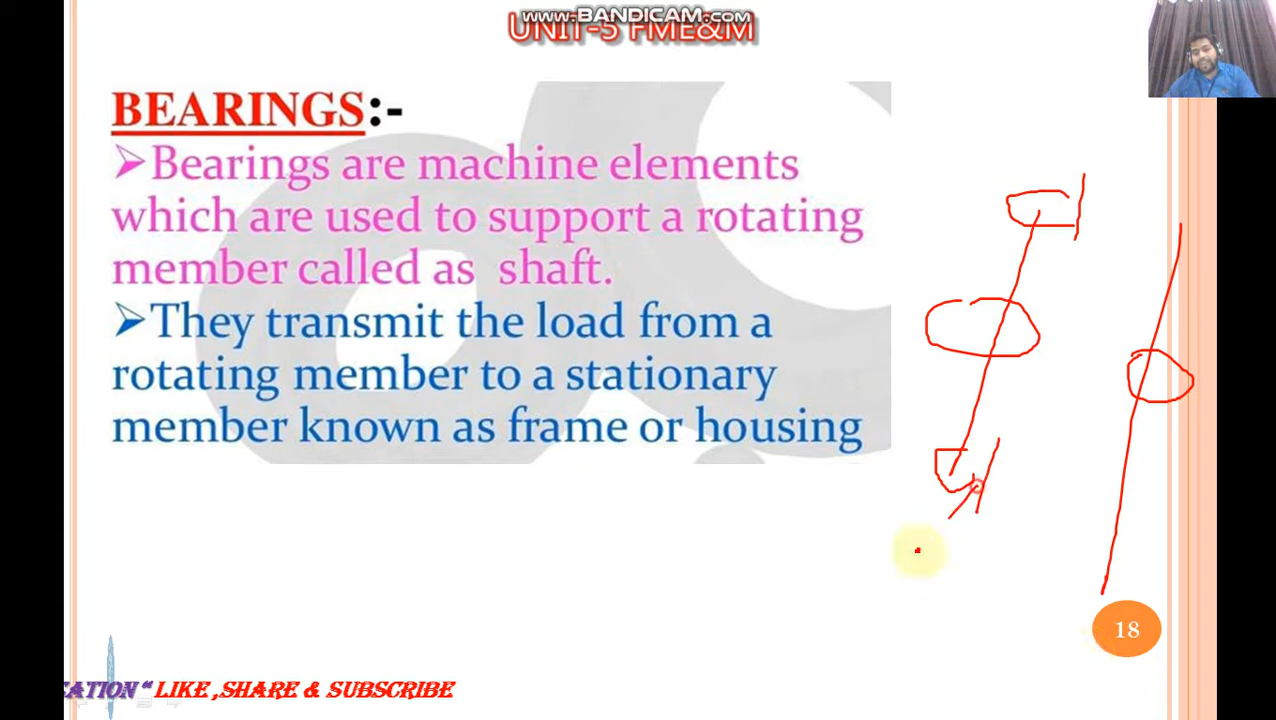 www.BANDICAM.com
UNIT-5 FME&M
BEARINGS:-
➢Bearings are machine elements
which are used to support a rotating
member called as shaft.
➢They transmit the load from a
rotating member to a stationary
member known as frame or housing
18
EATION“ LIKE ,SHARE & SUBSCRIBE